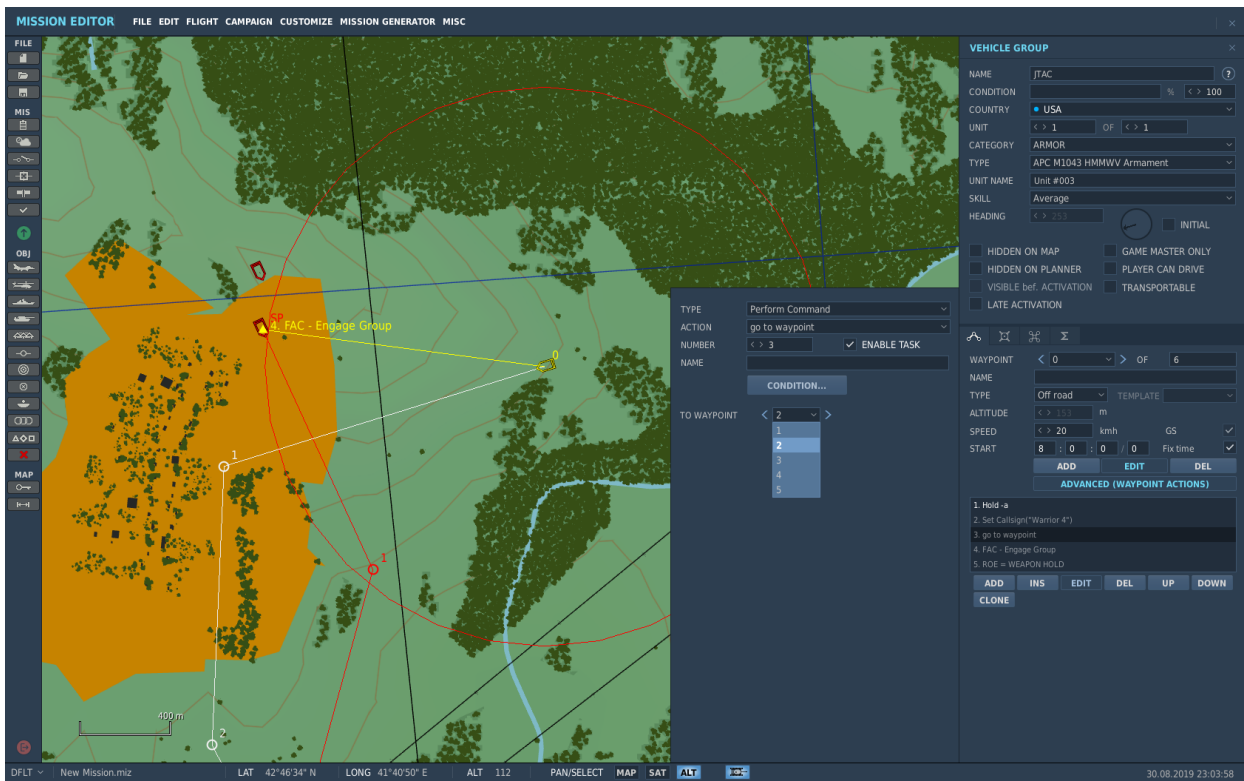 MISSION EDITOR FILE EDIT FLIGHT CAMPAIGN CUSTOMIZE MISSION GENERATOR MISC
FILE
MIS
OBJ
MAP
SP
4. FAC - Engage Group
0
1
1
2
400 m
TYPE Perform Command
ACTION go to waypoint
NUMBER < > 3 ENABLE TASK
NAME
CONDITION...
TO WAYPOINT < 2 >
1
2
3
4
5
VEHICLE GROUP
NAME JTAC ?
CONDITION % < > 100
COUNTRY USA
UNIT < > 1 OF < > 1
CATEGORY ARMOR
TYPE APC M1043 HMMWV Armament
UNIT NAME Unit #003
SKILL Average
HEADING < > 253 INITIAL
HIDDEN ON MAP GAME MASTER ONLY
HIDDEN ON PLANNER PLAYER CAN DRIVE
VISIBLE bef. ACTIVATION TRANSPORTABLE
LATE ACTIVATION
WAYPOINT < 0 > OF 6
NAME
TYPE Off road TEMPLATE
ALTITUDE < > 153 m
SPEED < > 20 kmh GS
START 8 : 0 : 0 / 0 Fix time
ADD EDIT DEL
ADVANCED (WAYPOINT ACTIONS)
1. Hold -a
2. Set Callsign("Warrior 4")
3. go to waypoint
4. FAC - Engage Group
5. ROE = WEAPON HOLD
ADD INS EDIT DEL UP DOWN
CLONE
DFLT New Mission.miz LAT 42°46'34" N LONG 41°40'50" E ALT 112 PAN/SELECT MAP SAT ALT 30.08.2019 23:03:58